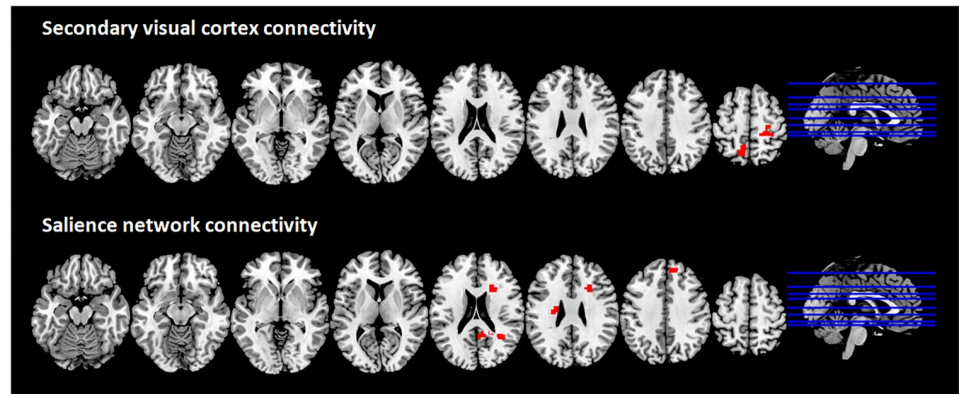 Secondary visual cortex connectivity
Salience network connectivity